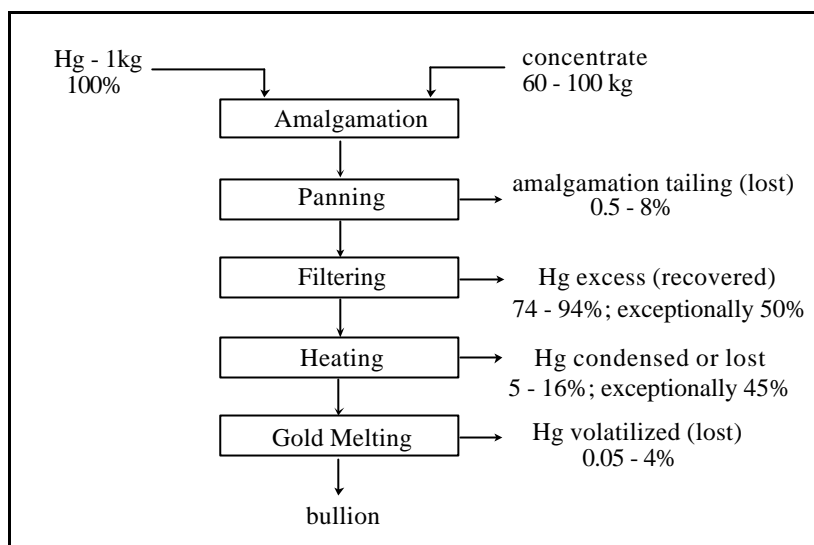 Hg - 1kg
100%
concentrate
60 - 100 kg
Amalgamation
Panning
amalgamation tailing (lost)
0.5 - 8%
Filtering
Hg excess (recovered)
74 - 94%; exceptionally 50%
Heating
Hg condensed or lost
5 - 16%; exceptionally 45%
Gold Melting
Hg volatilized (lost)
0.05 - 4%
bullion